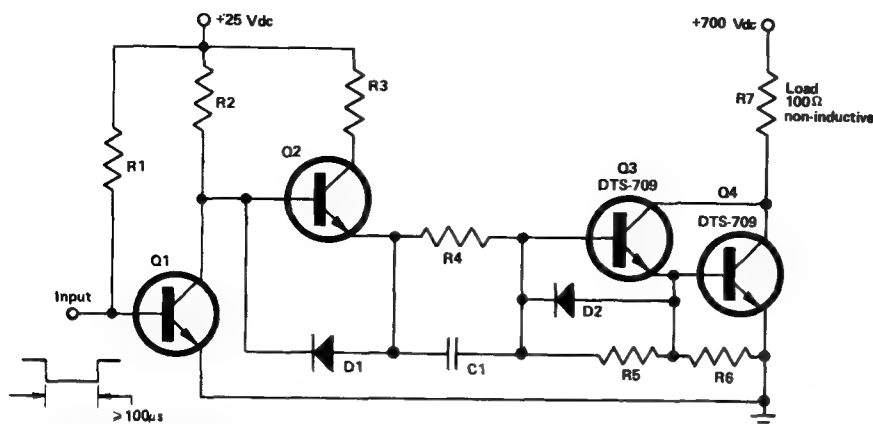 +25 Vdc
+700 Vdc
R3
R2
R7
Load
100Ω
non-inductive
R1
Q2
Q3
DTS-709
Q4
DTS-709
Q1
R4
Input
D2
D1
C1
R5
R6
≥100μs